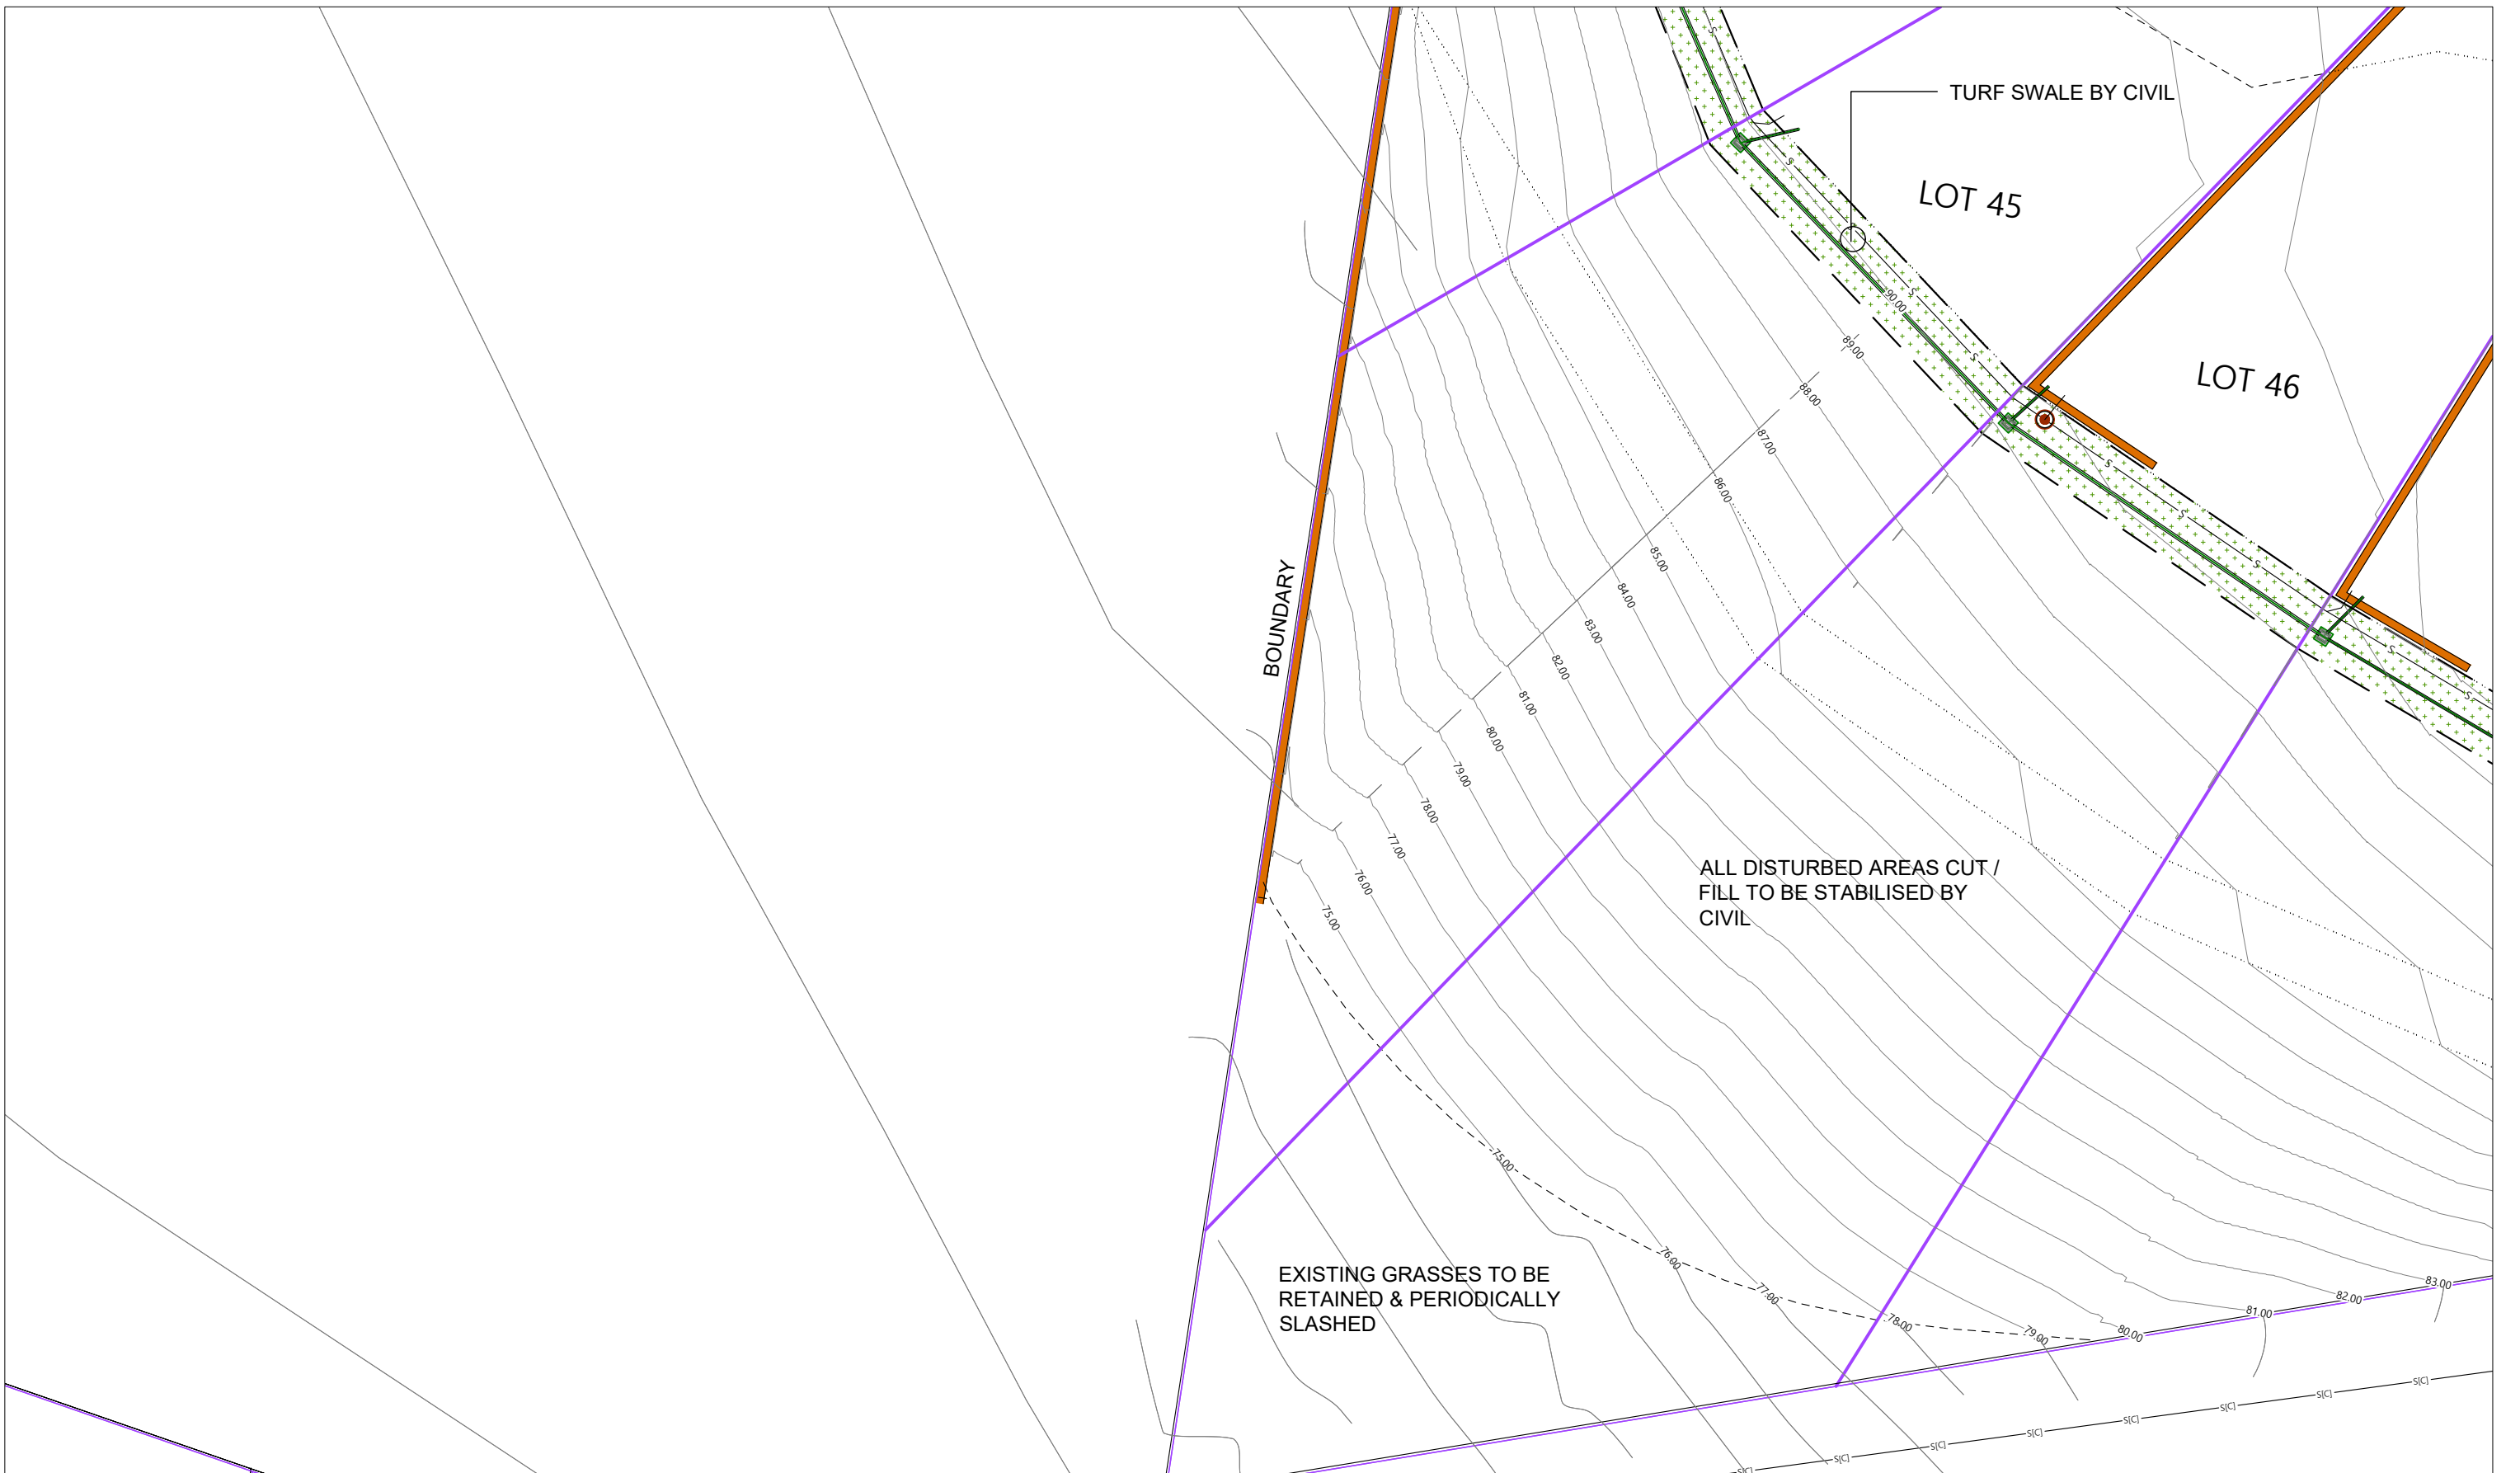 TURF SWALE BY CIVIL
LOT 45
LOT 46
S
S
S
S
S
S
S
S
S
S
S
90.00
89.00
88.00
87.00
86.00
85.00
84.00
83.00
82.00
81.00
80.00
79.00
78.00
77.00
76.00
75.00
BOUNDARY
ALL DISTURBED AREAS CUT /
FILL TO BE STABILISED BY
CIVIL
75.00
76.00
77.00
78.00
79.00
80.00
81.00
82.00
83.00
EXISTING GRASSES TO BE
RETAINED & PERIODICALLY
SLASHED
S[C]
S[C]
S[C]
S[C]
S[C]
S[C]
S[C]
S[C]